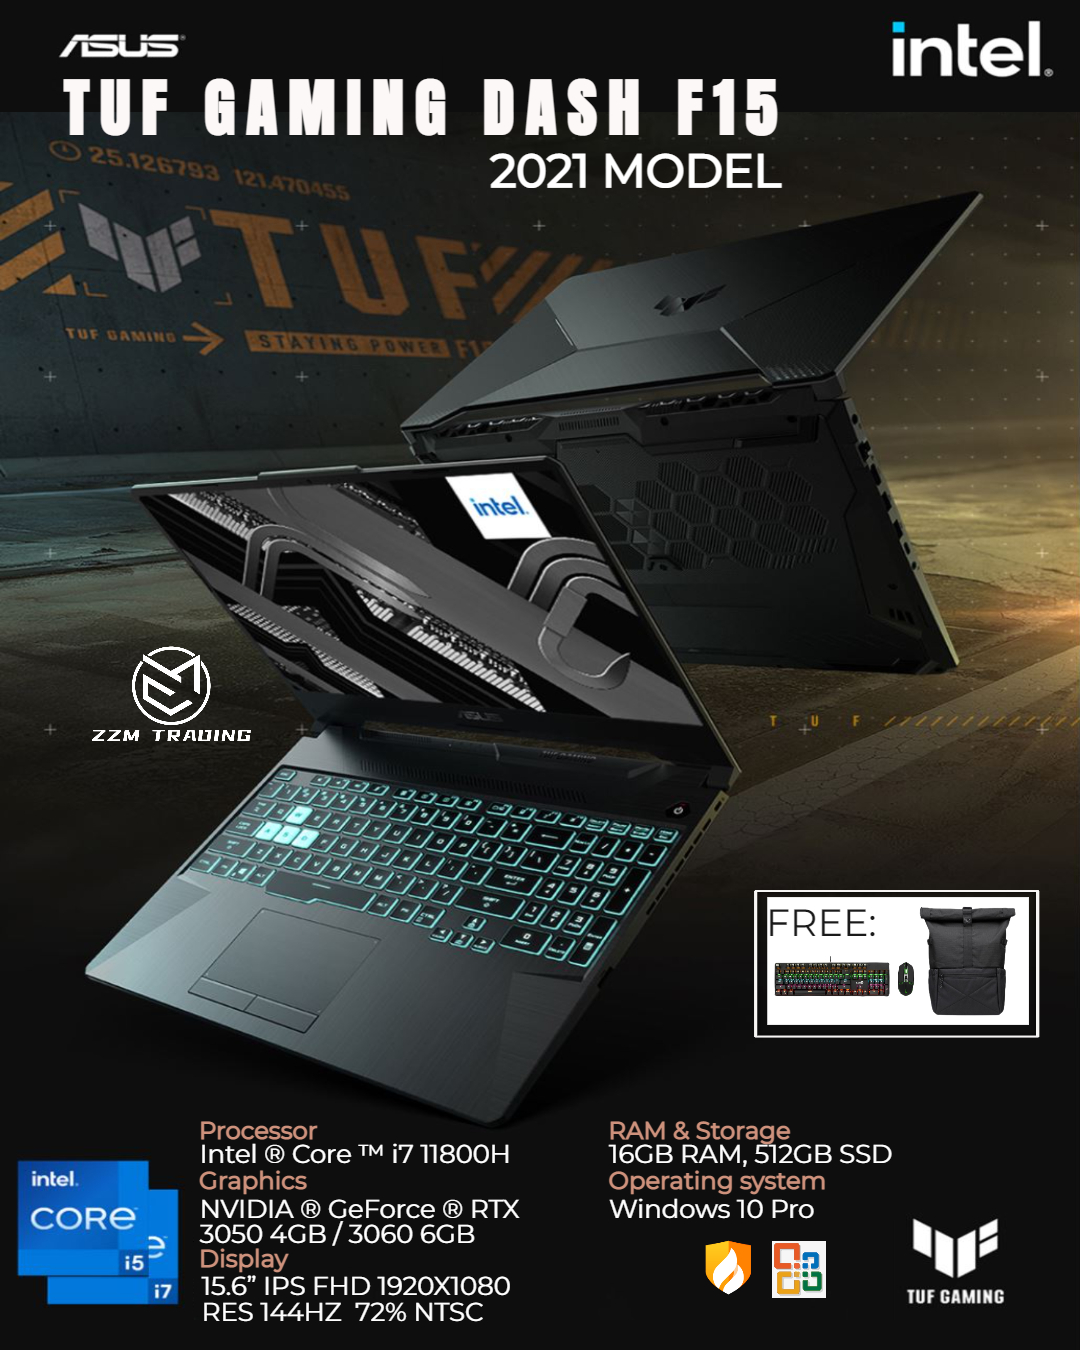 ASUS
intel.
TUF GAMING DASH F15
2021 MODEL
25.126793 121.470455
TUF
TUF GAMING
STAYING POWER F15
intel.
ASUS
ZZM TRADING
TUF
FREE:
Processor
Intel ® Core ™ i7 11800H
Graphics
NVIDIA ® GeForce ® RTX
3050 4GB / 3060 6GB
Display
15.6” IPS FHD 1920X1080
RES 144HZ 72% NTSC
RAM & Storage
16GB RAM, 512GB SSD
Operating system
Windows 10 Pro
intel.
CORE
i5
i7
TUF GAMING